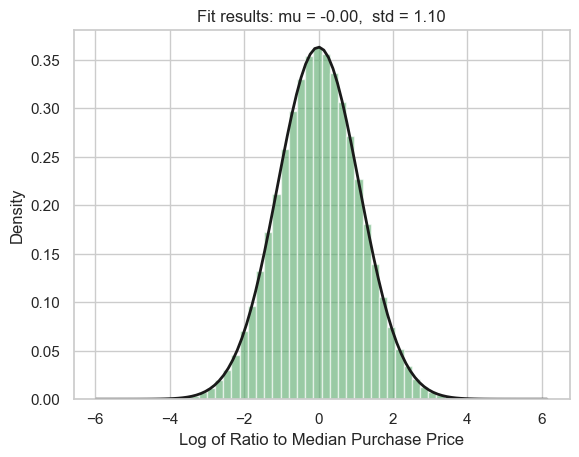 Fit results: mu = -0.00,  std = 1.10
Density
0.35
0.30
0.25
0.20
0.15
0.10
0.05
0.00
−6 −4 −2 0 2 4 6
Log of Ratio to Median Purchase Price